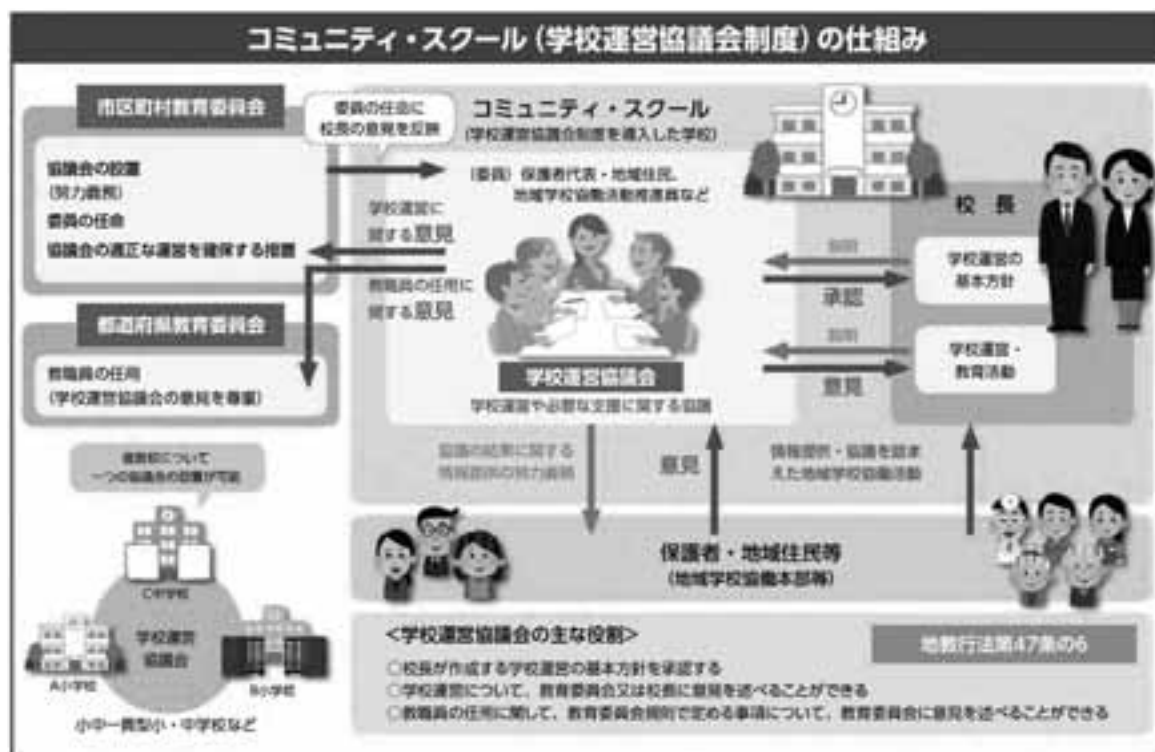 コミュニティ・スクール(学校運営協議会制度)の仕組み
市区町村教育委員会
協議会の設置
(努力義務)
委員の任命
協議会の適正な運営を確保する措置
委員の任命に
校長の意見を反映
コミュニティ・スクール
(学校運営協議会制度を導入した学校)
(委員)保護者代表・地域住民、
地域学校協働活動推進員など
学校運営に
関する意見
教職員の任用に
関する意見
学校運営協議会
学校運営や必要な支援に関する協議
校 長
説明
学校運営の
基本方針
承認
説明
学校運営・
教育活動
意見
都道府県教育委員会
教職員の任用
(学校運営協議会の意見を尊重)
協議の結果に関する
情報提供の努力義務
意見
情報提供・協議を踏ま
えた地域学校協働活動
保護者・地域住民等
(地域学校協働本部等)
複数校について
一つの協議会の設置が可能
C中学校
学校運営
協議会
A小学校
B小学校
小中一貫型小・中学校など
<学校運営協議会の主な役割>
地教行法第47条の6
○校長が作成する学校運営の基本方針を承認する
○学校運営について、教育委員会又は校長に意見を述べることができる
○教職員の任用に関して、教育委員会規則で定める事項について、教育委員会に意見を述べることができる